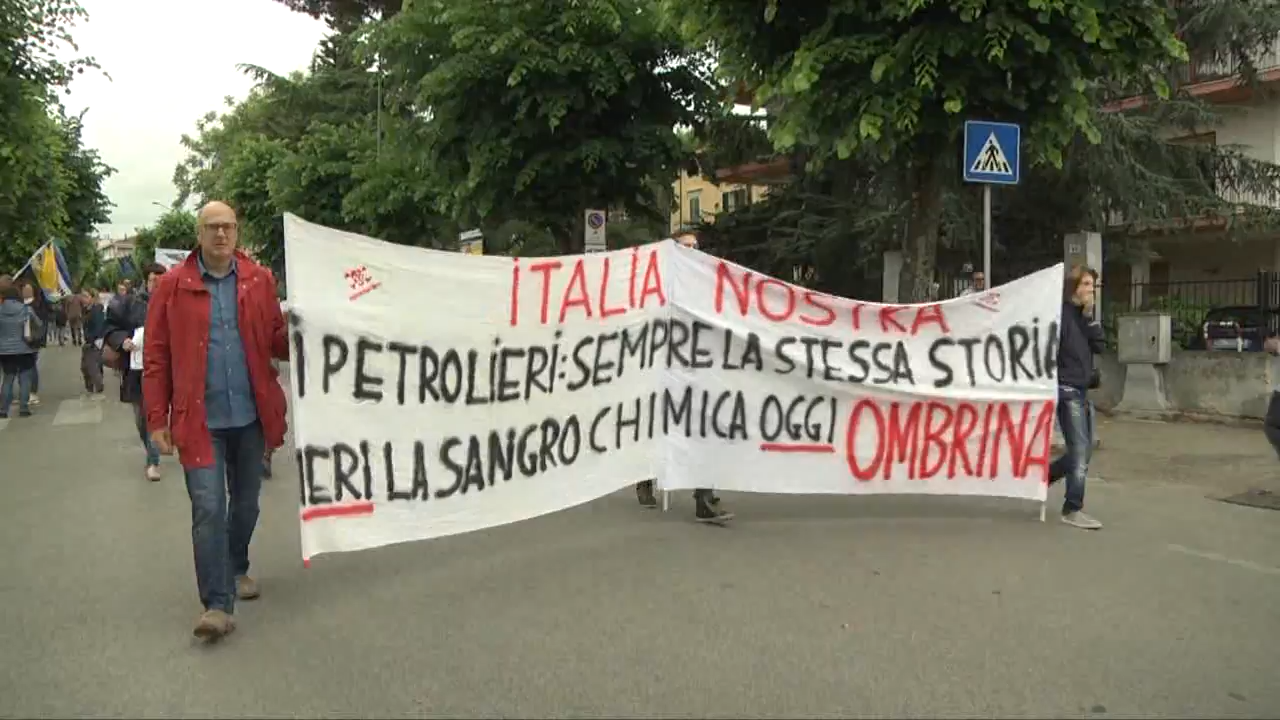 ITALIA NOSTRA
I PETROLIERI: SEMPRE LA STESSA STORIA
IERI LA SANGRO CHIMICA OGGI OMBRINA